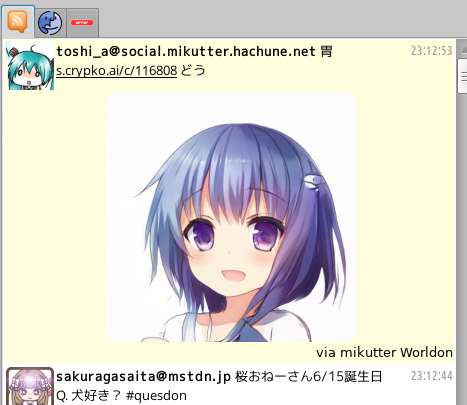 error
toshi_a@social.mikutter.hachune.net 胃 23:12:53
s.crypko.ai/c/116808 どう
via mikutter Worldon
sakuragasaita@mstdn.jp 桜おねーさん6/15誕生日 23:12:44
Q. 犬好き? #quesdon